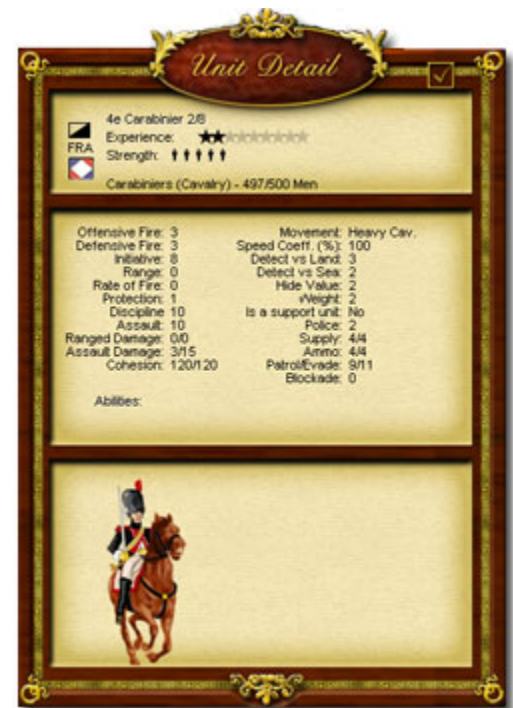 Unit Detail
4e Carabinier 2/8
Experience:
FRA
Strength:
Carabiniers (Cavalry) - 497/500 Men
Offensive Fire: 3
Defensive Fire: 3
Initiative: 8
Range: 0
Rate of Fire: 0
Protection: 1
Discipline 10
Assault: 10
Ranged Damage: 0/0
Assault Damage: 3/15
Cohesion: 120/120
Abilities:
Movement: Heavy Cav.
Speed Coeff. (%): 100
Detect vs Land: 3
Detect vs Sea: 2
Hide Value: 2
Weight: 2
Is a support unit: No
Police: 2
Supply: 4/4
Ammo: 4/4
Patrol/Evade: 9/11
Blockade: 0